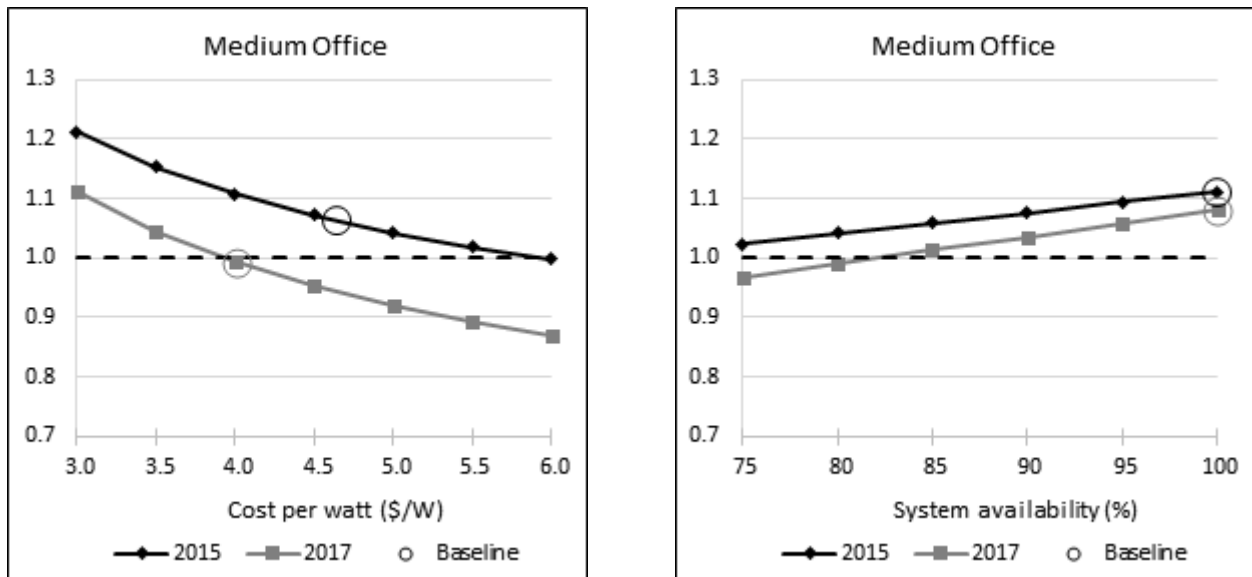 Medium Office
1.3
1.2
1.1
1.0
0.9
0.8
0.7
3.0 3.5 4.0 4.5 5.0 5.5 6.0
Cost per watt ($/W)
2015 2017 Baseline
Medium Office
1.3
1.2
1.1
1.0
0.9
0.8
0.7
75 80 85 90 95 100
System availability (%)
2015 2017 Baseline